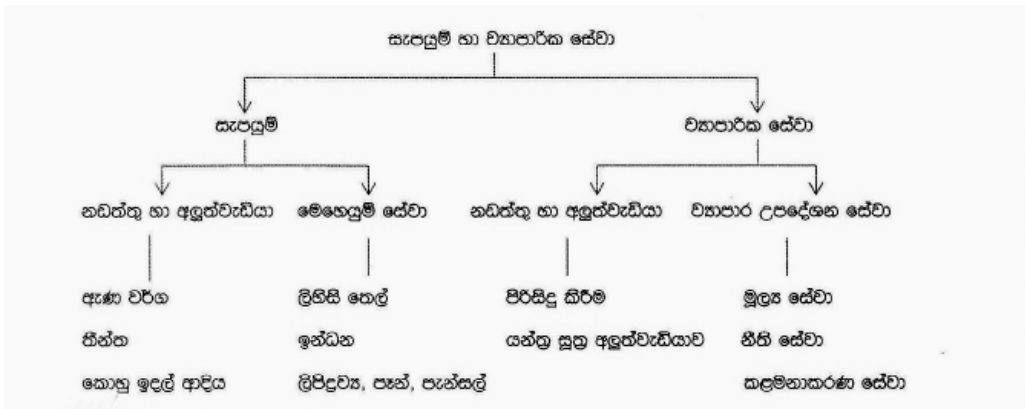 සැපයුම් හා ව්‍යාපාරික සේවා
සැපයුම් ව්‍යාපාරික සේවා
නඩත්තු හා අලුත්වැඩියා මෙහෙයුම් සේවා නඩත්තු හා අලුත්වැඩියා ව්‍යාපාර උපදේශන සේවා
ඇණ වර්ග ලිහිසි තෙල් පිරිසිදු කිරීම මූල්‍ය සේවා
තීන්ත ඉන්ධන යන්ත්‍ර සූත්‍ර අලුත්වැඩියාව නීති සේවා
කොහු ඉදල් ආදිය ලිපිද්‍රව්‍ය, පෑන්, පැන්සල් කළමනාකරණ සේවා